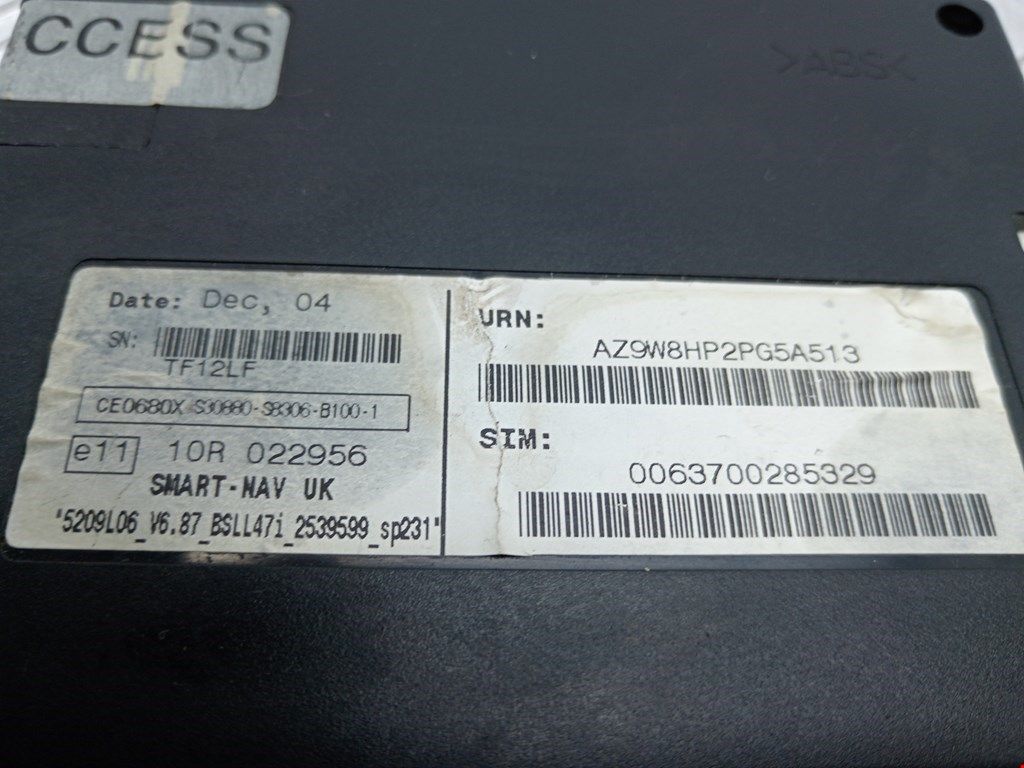 CCESS
>ABS<
Date: Dec, 04
SN:
TF12LF
CE0680X S30880-S8306-B100-1
e11 10R 022956
SMART-NAV UK
"5209L06_V6.87_BSLL47i_2539599_sp231"
URN:
AZ9W8HP2PG5A513
SIM:
0063700285329